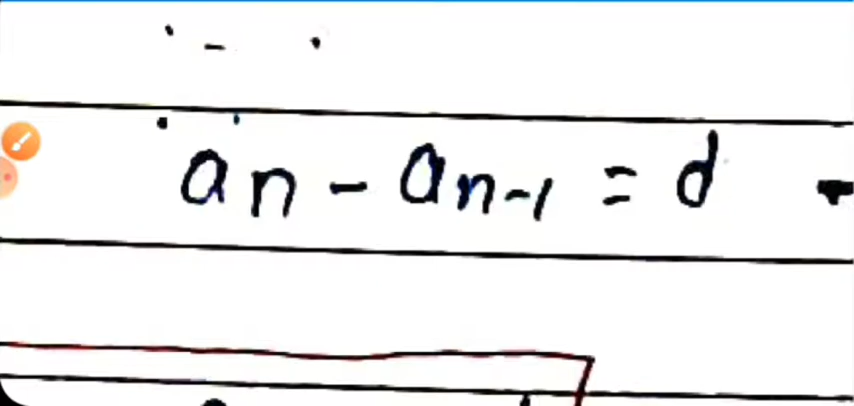 aₙ - aₙ₋₁ = d -